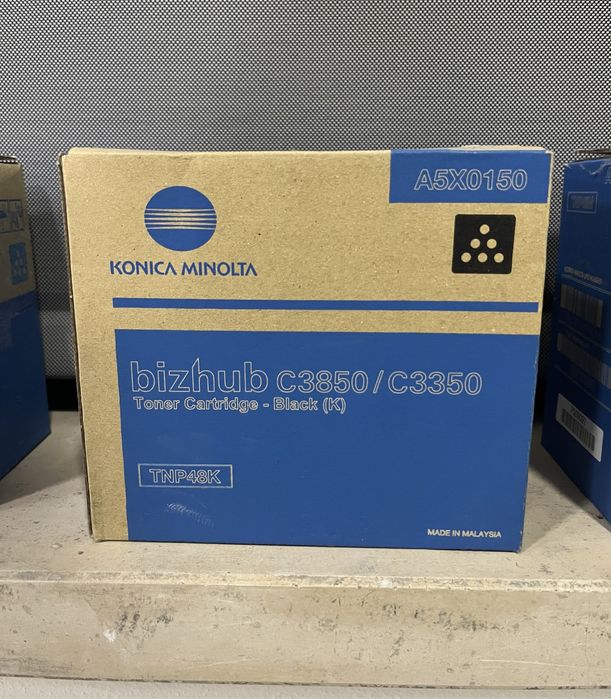 A5X0150
KONICA MINOLTA
bizhub C3850 / C3350
Toner Cartridge - Black (K)
TNP48K
MADE IN MALAYSIA